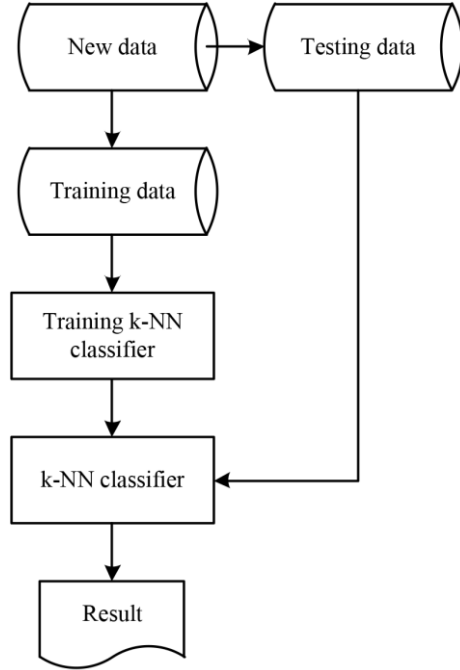 New data
Testing data
Training data
Training k-NN
classifier
k-NN classifier
Result